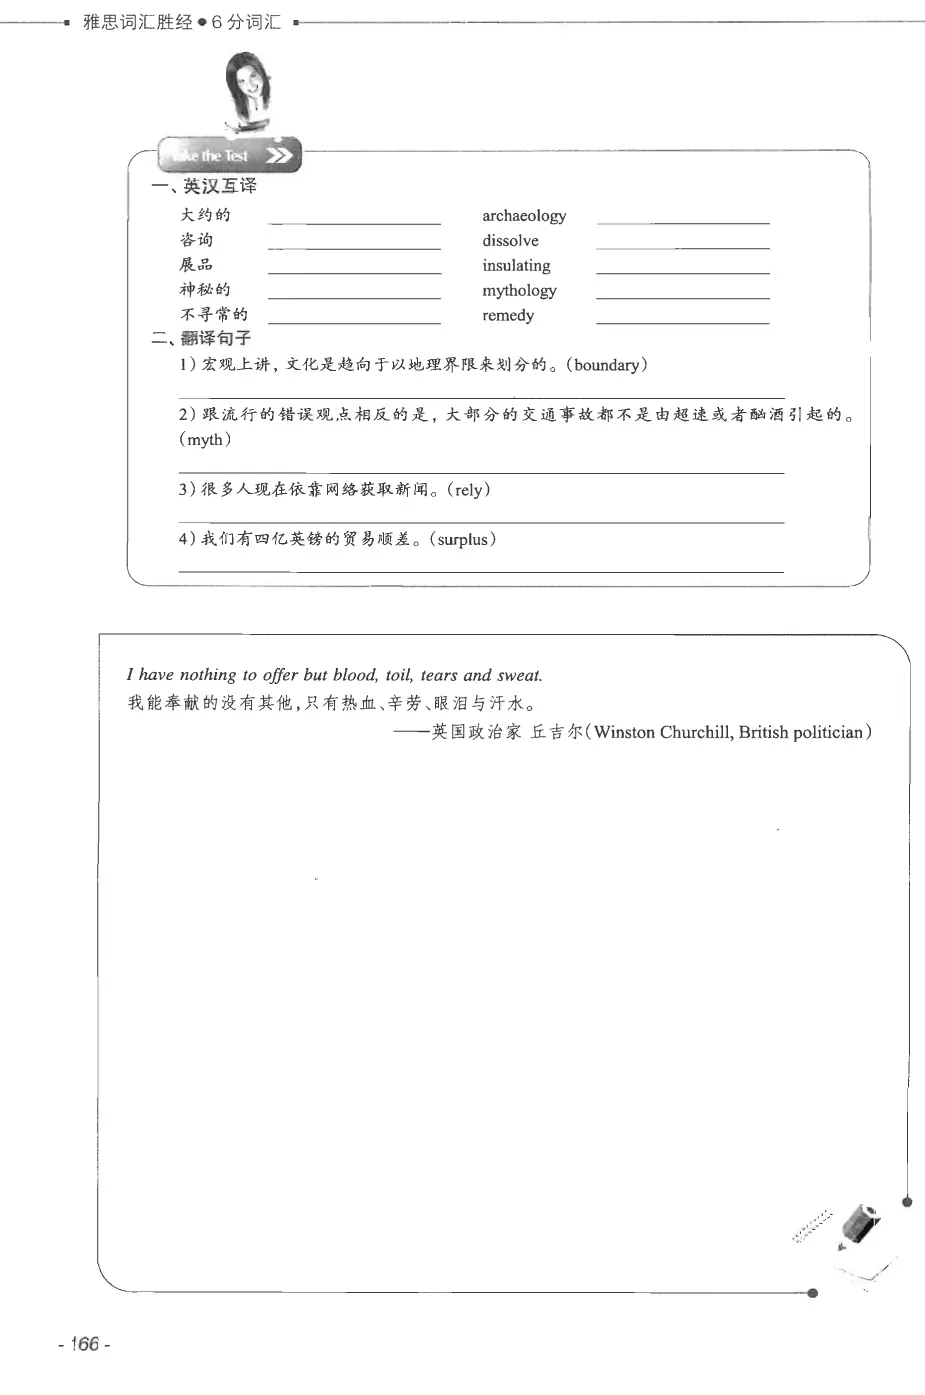 雅思词汇胜经●6分词汇
Take the Test
一、英汉互译
大约的 archaeology
咨询 dissolve
展品 insulating
神秘的 mythology
不寻常的 remedy
二、翻译句子
1)宏观上讲，文化是趋向于以地理界限来划分的。(boundary)
2)跟流行的错误观点相反的是，大部分的交通事故都不是由超速或者酗酒引起的。
(myth)
3)很多人现在依靠网络获取新闻。(rely)
4)我们有四亿英镑的贸易顺差。(surplus)
I have nothing to offer but blood, toil, tears and sweat.
我能奉献的没有其他,只有热血、辛劳、眼泪与汗水。
——英国政治家 丘吉尔(Winston Churchill, British politician)
- 166 -